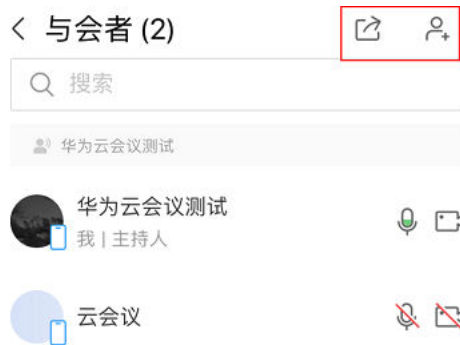 与会者 (2)
搜索
华为云会议测试
华为云会议测试
我 | 主持人
云会议